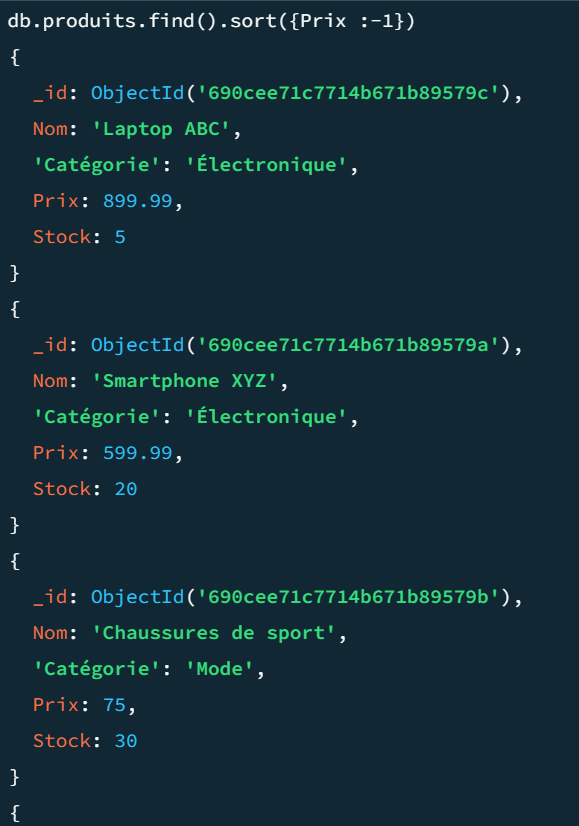 db.produits.find().sort({Prix :-1})
{
  _id: ObjectId('690cee71c7714b671b89579c'),
  Nom: 'Laptop ABC',
  'Catégorie': 'Électronique',
  Prix: 899.99,
  Stock: 5
}
{
  _id: ObjectId('690cee71c7714b671b89579a'),
  Nom: 'Smartphone XYZ',
  'Catégorie': 'Électronique',
  Prix: 599.99,
  Stock: 20
}
{
  _id: ObjectId('690cee71c7714b671b89579b'),
  Nom: 'Chaussures de sport',
  'Catégorie': 'Mode',
  Prix: 75,
  Stock: 30
}
{